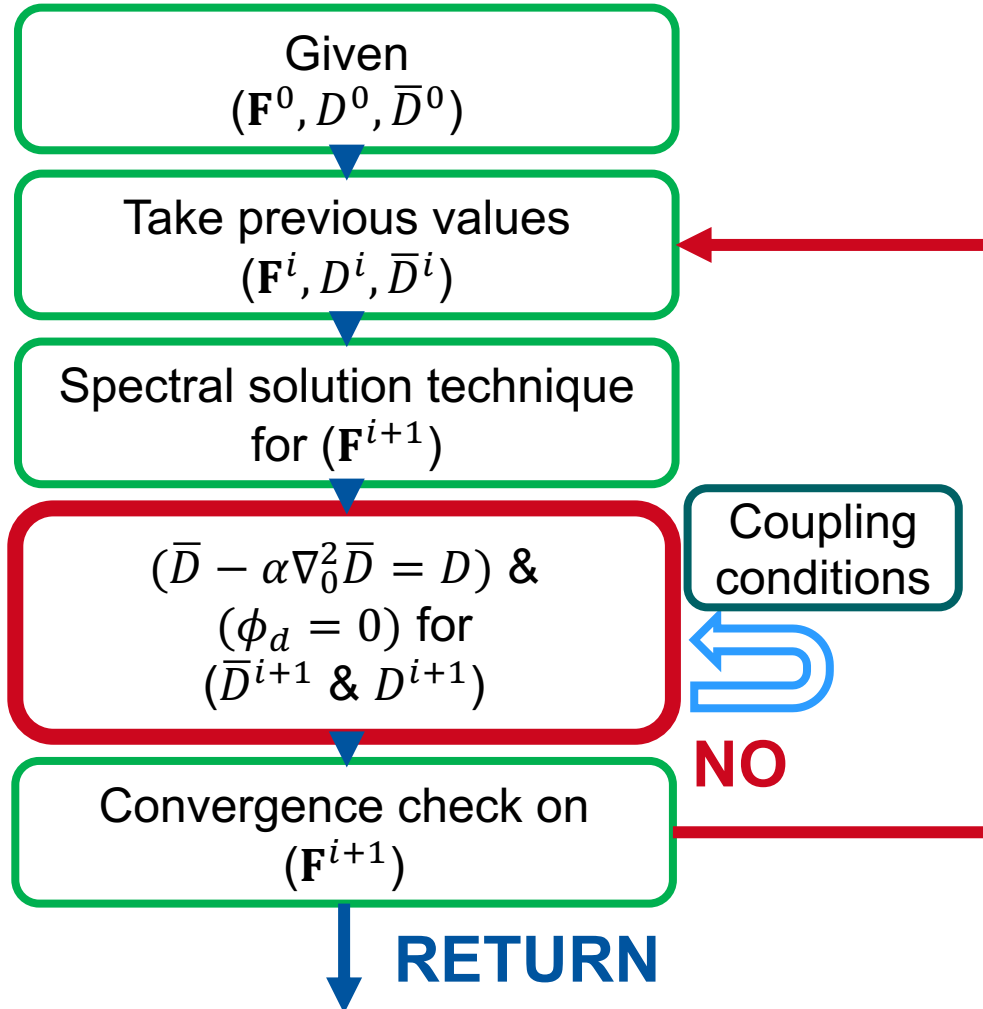 Given
(𝐅⁰, D⁰, D̅⁰)
Take previous values
(𝐅ⁱ, Dⁱ, D̅ⁱ)
Spectral solution technique
for (𝐅ⁱ⁺¹)
(D̅ − α∇₀²D̅ = D) &
(ϕ_d = 0) for
(D̅ⁱ⁺¹ & Dⁱ⁺¹)
Coupling
conditions
NO
Convergence check on
(𝐅ⁱ⁺¹)
RETURN